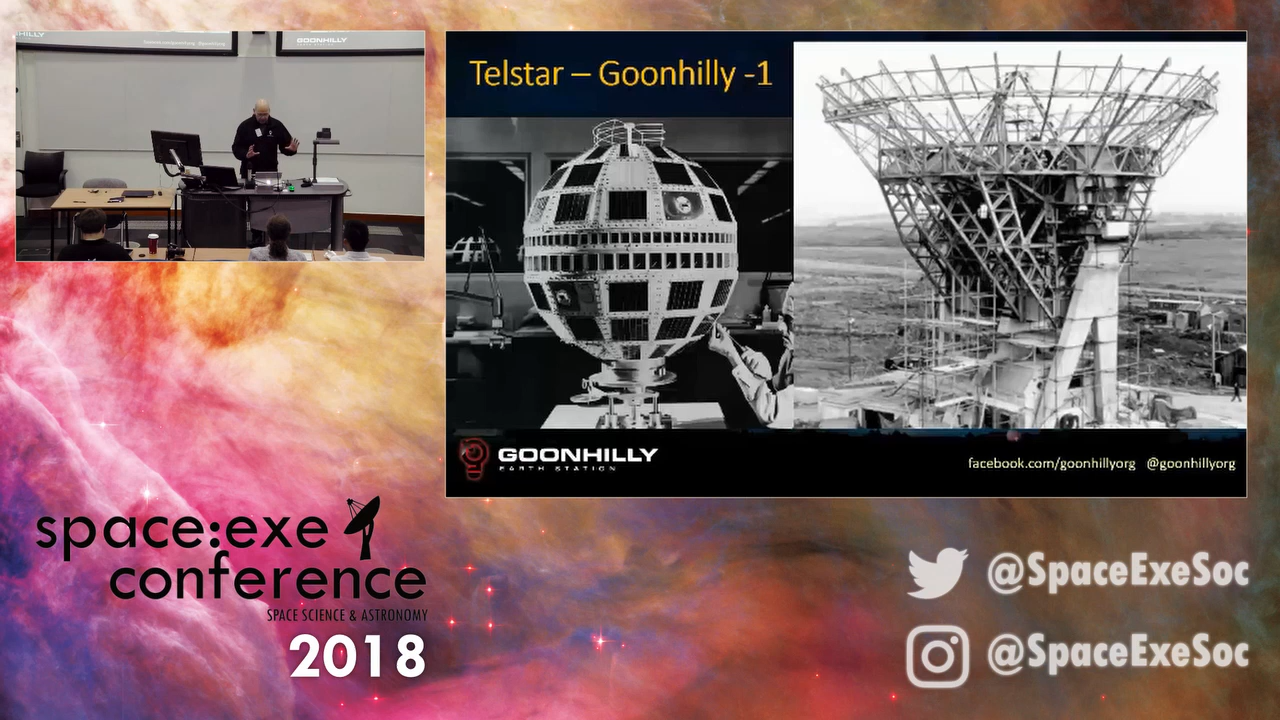 GOONHILLY
Telstar – Goonhilly -1
GOONHILLY
EARTH STATION
facebook.com/goonhillyorg @goonhillyorg
space:exe
conference
SPACE SCIENCE & ASTRONOMY
2018
@SpaceExeSoc
@SpaceExeSoc